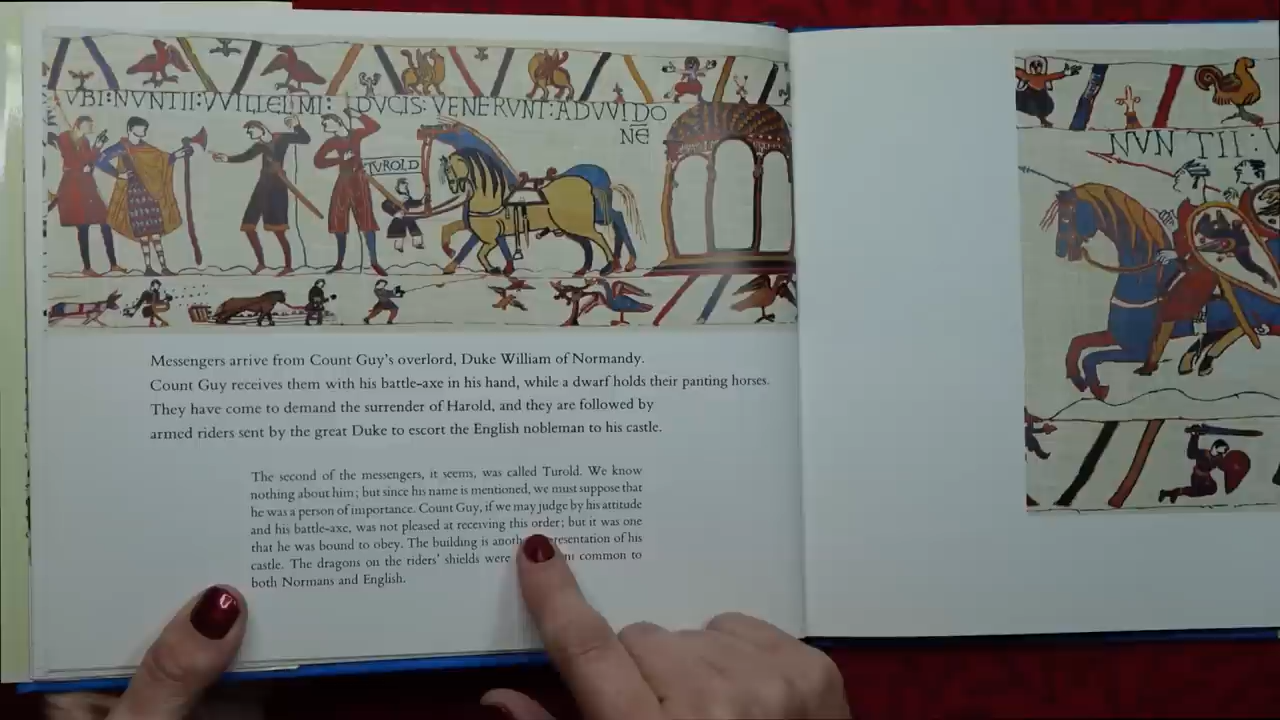 VBI:NVNTII:VVILLELMI: DVCIS: VENERVNT: ADVVIDO
NE
TVROLD
NVN TII: V
Messengers arrive from Count Guy's overlord, Duke William of Normandy.
Count Guy receives them with his battle-axe in his hand, while a dwarf holds their panting horses.
They have come to demand the surrender of Harold, and they are followed by
armed riders sent by the great Duke to escort the English nobleman to his castle.
The second of the messengers, it seems, was called Turold. We know
nothing about him; but since his name is mentioned, we must suppose that
he was a person of importance. Count Guy, if we may judge by his attitude
and his battle-axe, was not pleased at receiving this order; but it was one
that he was bound to obey. The building is of his
castle. The dragons on the riders' shields were common to
both Normans and English.